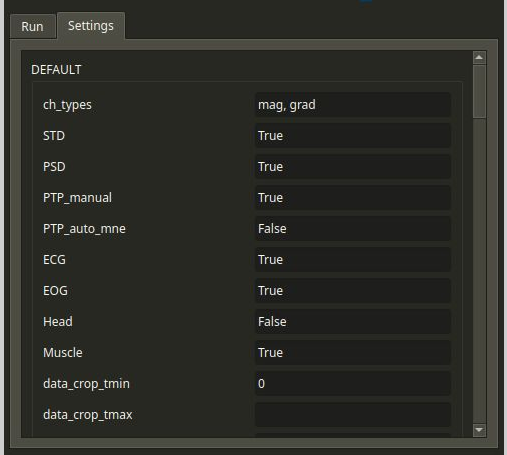 Run Settings
DEFAULT
ch_types mag, grad
STD True
PSD True
PTP_manual True
PTP_auto_mne False
ECG True
EOG True
Head False
Muscle True
data_crop_tmin 0
data_crop_tmax